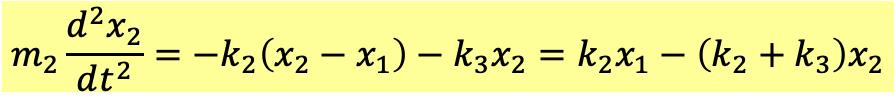 m₂ d²x₂/dt² = −k₂(x₂ − x₁) − k₃x₂ = k₂x₁ − (k₂ + k₃)x₂